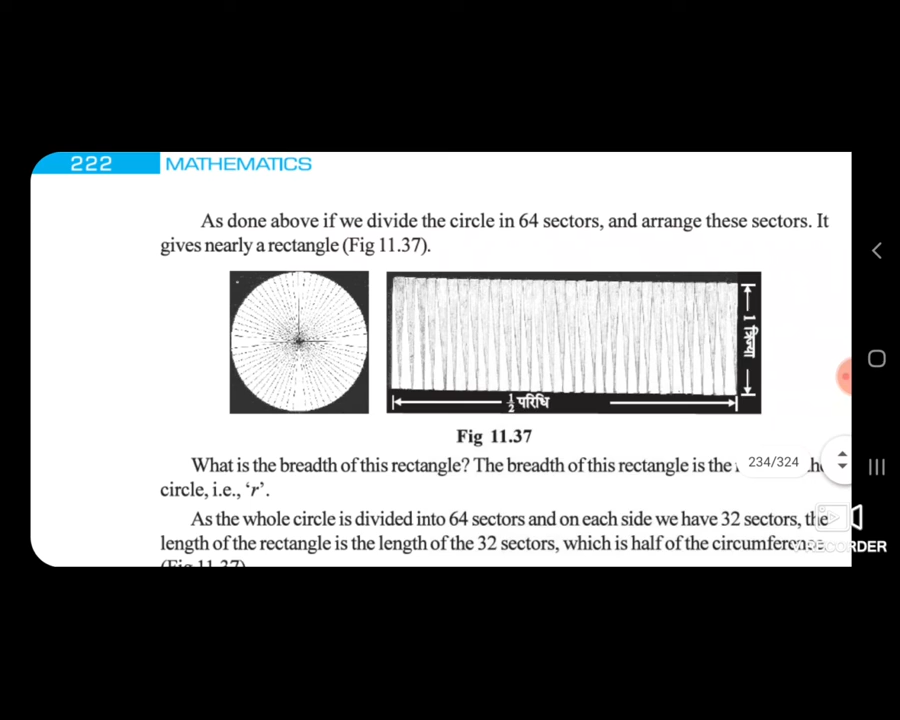 222 MATHEMATICS
As done above if we divide the circle in 64 sectors, and arrange these sectors. It
gives nearly a rectangle (Fig 11.37).
1 त्रिज्या
1/2 परिधि
Fig 11.37
What is the breadth of this rectangle? The breadth of this rectangle is the
234/324
circle, i.e., ‘r’.
As the whole circle is divided into 64 sectors and on each side we have 32 sectors, the
length of the rectangle is the length of the 32 sectors, which is half of the circumference.
(Fig 11.37)
RECORDER